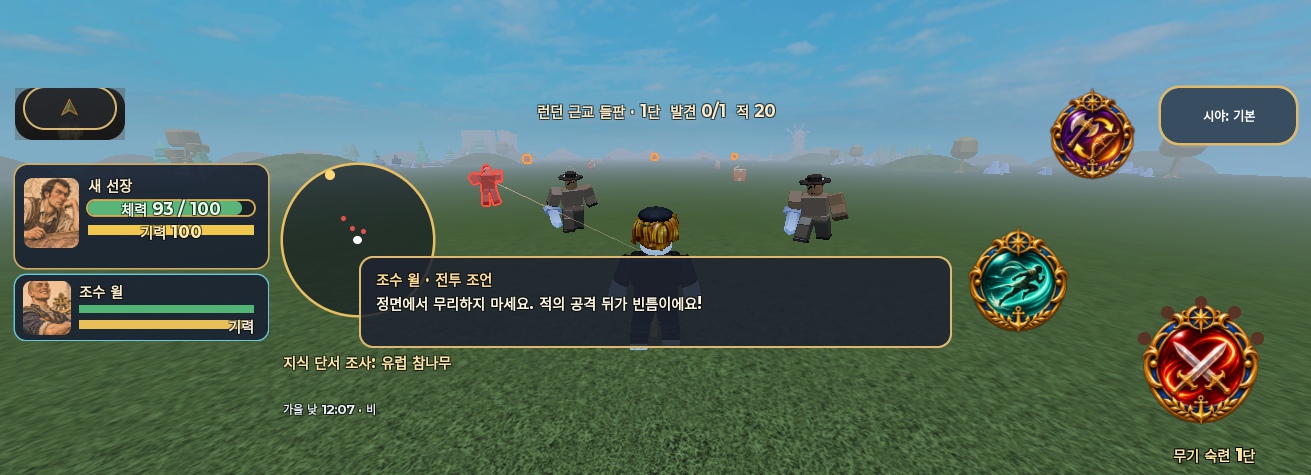 런던 근교 들판 · 1단 발견 0/1 적 20
시야: 기본
새 선장
체력 93 / 100
기력 100
조수 윌
기력
조수 윌 · 전투 조언
정면에서 무리하지 마세요. 적의 공격 뒤가 빈틈이에요!
지식 단서 조사: 유럽 참나무
가을 낮 12:07 · 비
무기 숙련 1단